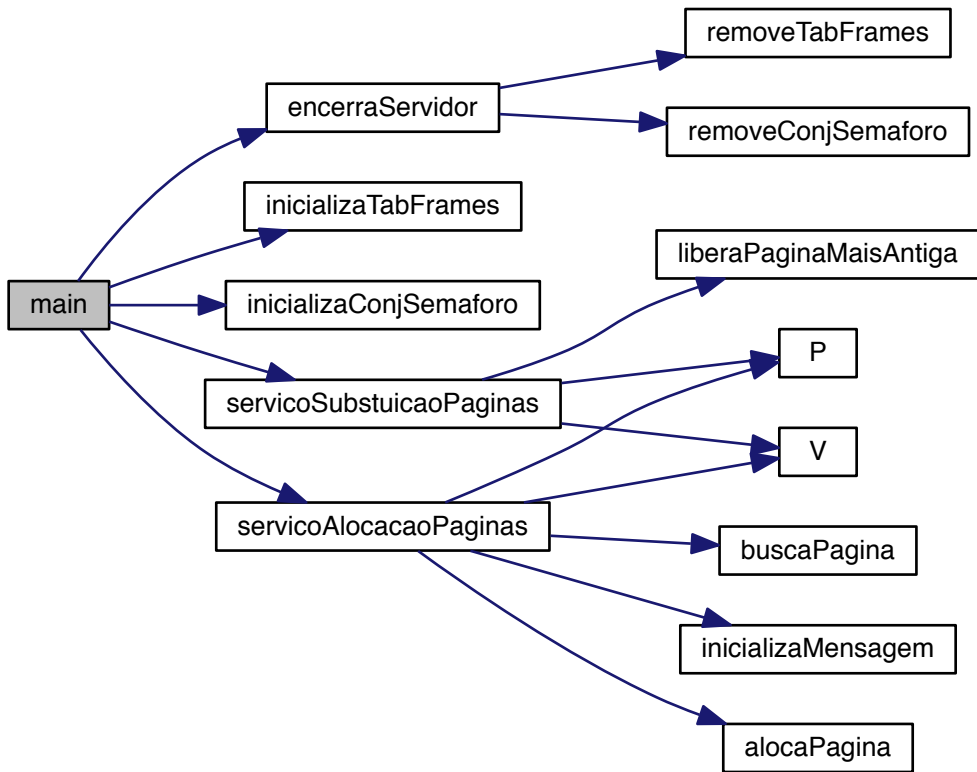 removeTabFrames
encerraServidor
removeConjSemaforo
inicializaTabFrames
liberaPaginaMaisAntiga
main
inicializaConjSemaforo
P
servicoSubstuicaoPaginas
V
servicoAlocacaoPaginas
buscaPagina
inicializaMensagem
alocaPagina